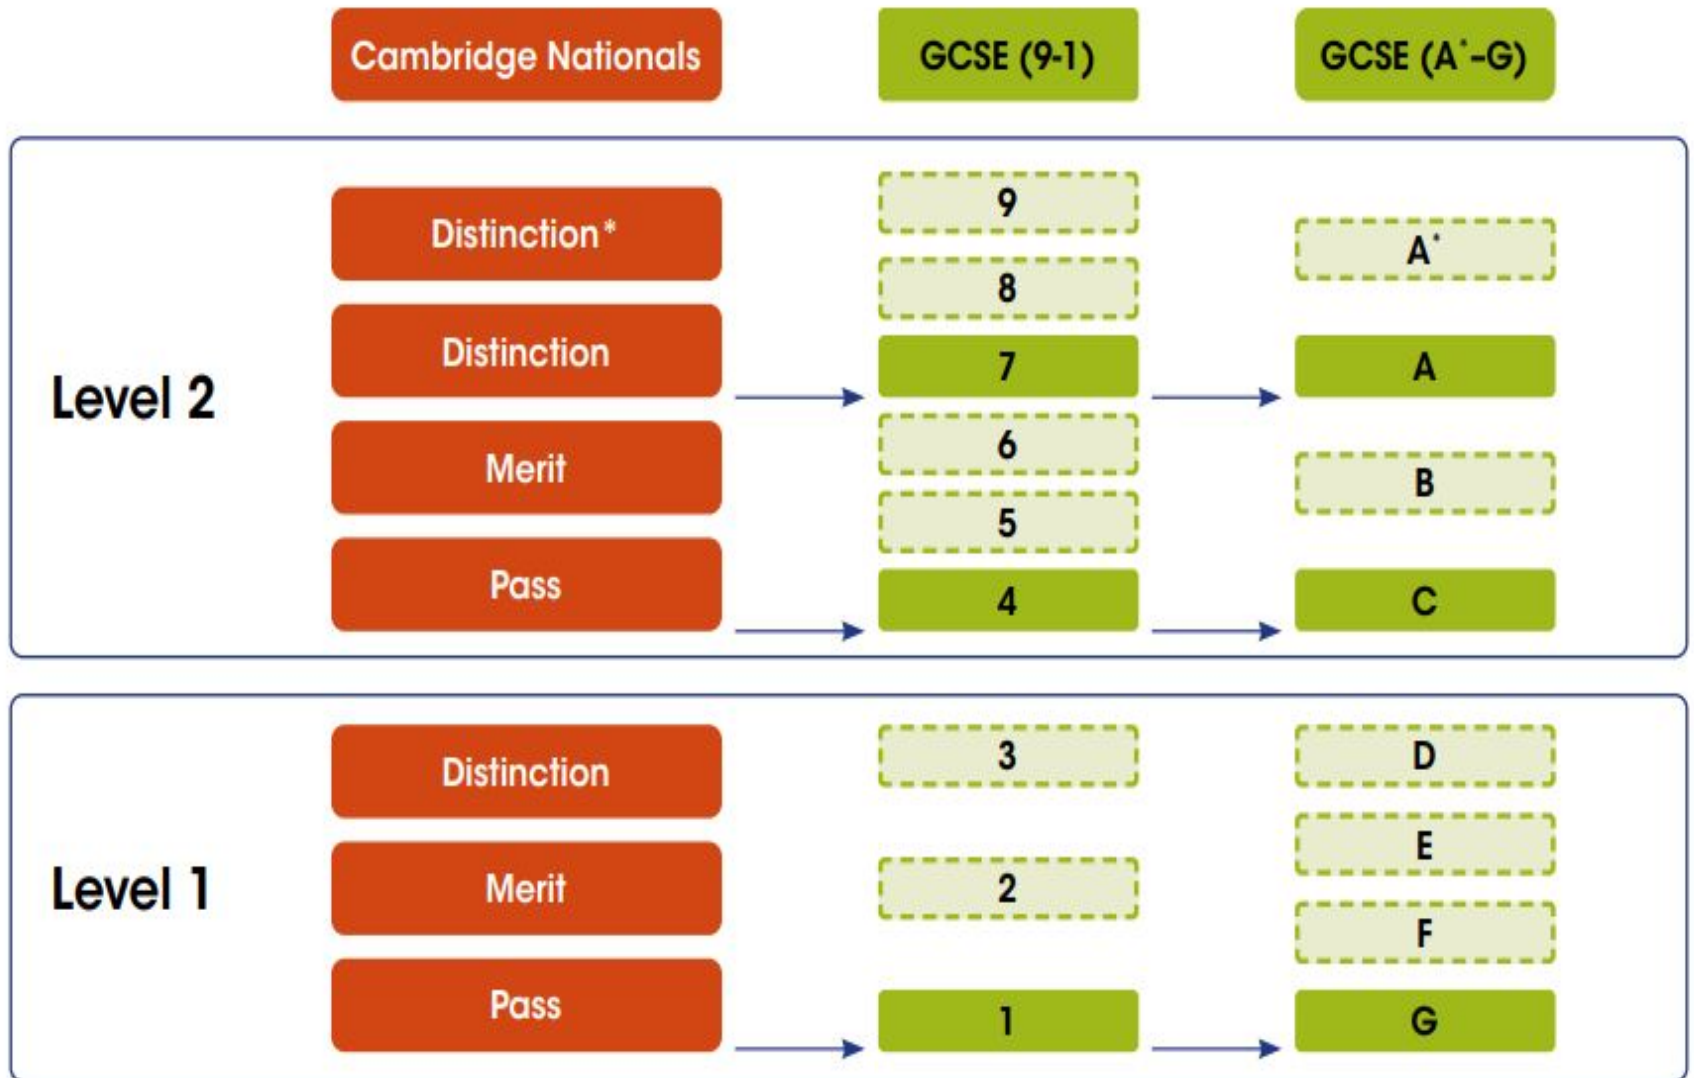 Cambridge Nationals
GCSE (9-1)
GCSE (A*-G)
Level 2
Distinction*
Distinction
Merit
Pass
9
8
7
6
5
4
A*
A
B
C
Level 1
Distinction
Merit
Pass
3
2
1
D
E
F
G